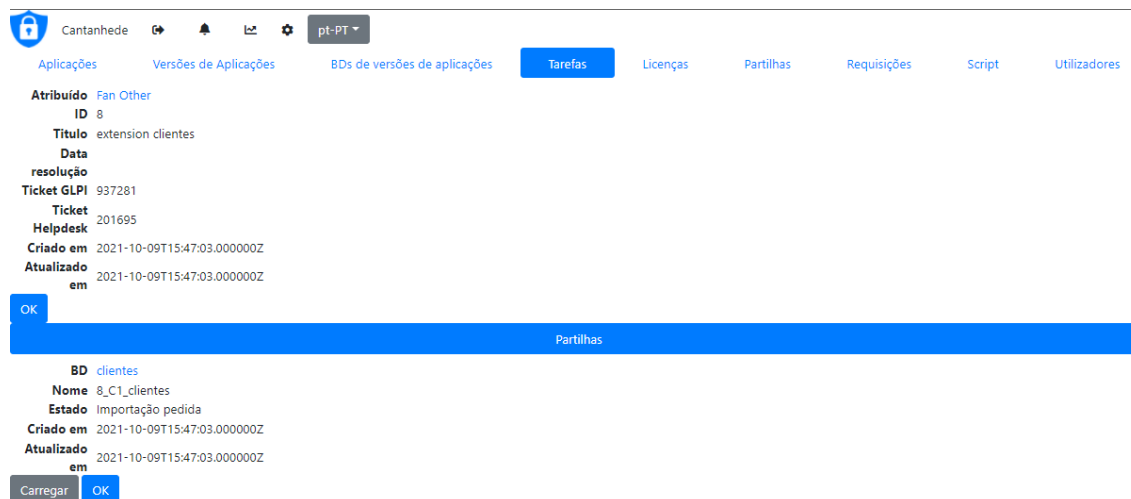 Cantanhede pt-PT
Aplicações Versões de Aplicações BDs de versões de aplicações Tarefas Licenças Partilhas Requisições Script Utilizadores
Atribuído Fan Other
ID 8
Titulo extension clientes
Data
resolução
Ticket GLPI 937281
Ticket
Helpdesk 201695
Criado em 2021-10-09T15:47:03.000000Z
Atualizado
em 2021-10-09T15:47:03.000000Z
OK
Partilhas
BD clientes
Nome 8_C1_clientes
Estado Importação pedida
Criado em 2021-10-09T15:47:03.000000Z
Atualizado
em 2021-10-09T15:47:03.000000Z
Carregar OK